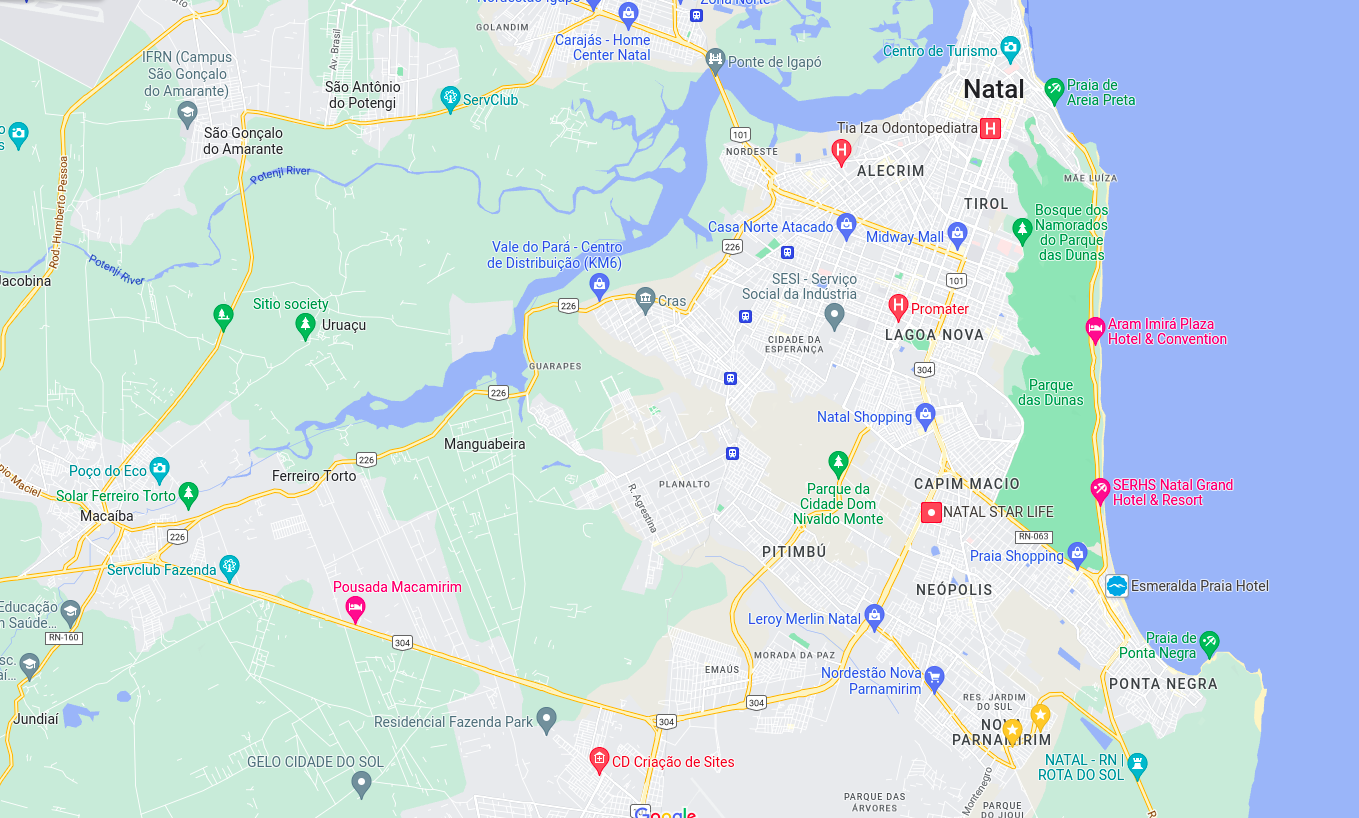 Zona Norte
GOLANDIM
Carajás - Home
Center Natal
Ponte de Igapó
Centro de Turismo
Natal
Praia de
Areia Preta
IFRN (Campus
São Gonçalo
do Amarante)
Av. Brasil
São Antônio
do Potengi
ServClub
São Gonçalo
do Amarante
101
NORDESTE
Tia Iza Odontopediatra
ALECRIM
MÃE LUÍZA
Potenji River
Rod. Humberto Pessoa
TIROL
Bosque dos
Namorados
do Parque
das Dunas
Casa Norte Atacado
Midway Mall
226
Vale do Pará - Centro
de Distribuição (KM6)
Potenji River
Jacobina
SESI - Serviço
Social da Indústria
101
Cras
226
Sitio society
Uruaçu
Promater
LAGOA NOVA
CIDADE DA
ESPERANÇA
Aram Imirá Plaza
Hotel & Convention
GUARAPES
304
226
Parque
das Dunas
Natal Shopping
Manguabeira
226
Ferreiro Torto
Poço do Eco
Solar Ferreiro Torto
Macaíba
pio Maciel
PLANALTO
R. Agrestina
Parque da
Cidade Dom
Nivaldo Monte
CAPIM MACIO
SERHS Natal Grand
Hotel & Resort
NATAL STAR LIFE
226
RN-063
PITIMBÚ
Praia Shopping
Servclub Fazenda
Pousada Macamirim
NEÓPOLIS
Esmeralda Praia Hotel
Educação
Saúde...
RN-160
304
Leroy Merlin Natal
Praia de
Ponta Negra
MORADA DA PAZ
EMAÚS
Nordestão Nova
Parnamirim
PONTA NEGRA
RES. JARDIM
DO SUL
304
304
Jundiaí
Residencial Fazenda Park
NOVA
PARNAMIRIM
GELO CIDADE DO SOL
CD Criação de Sites
NATAL - RN |
ROTA DO SOL
Montenegro
PARQUE DAS
ÁRVORES
PARQUE
DO JIQUI
Google